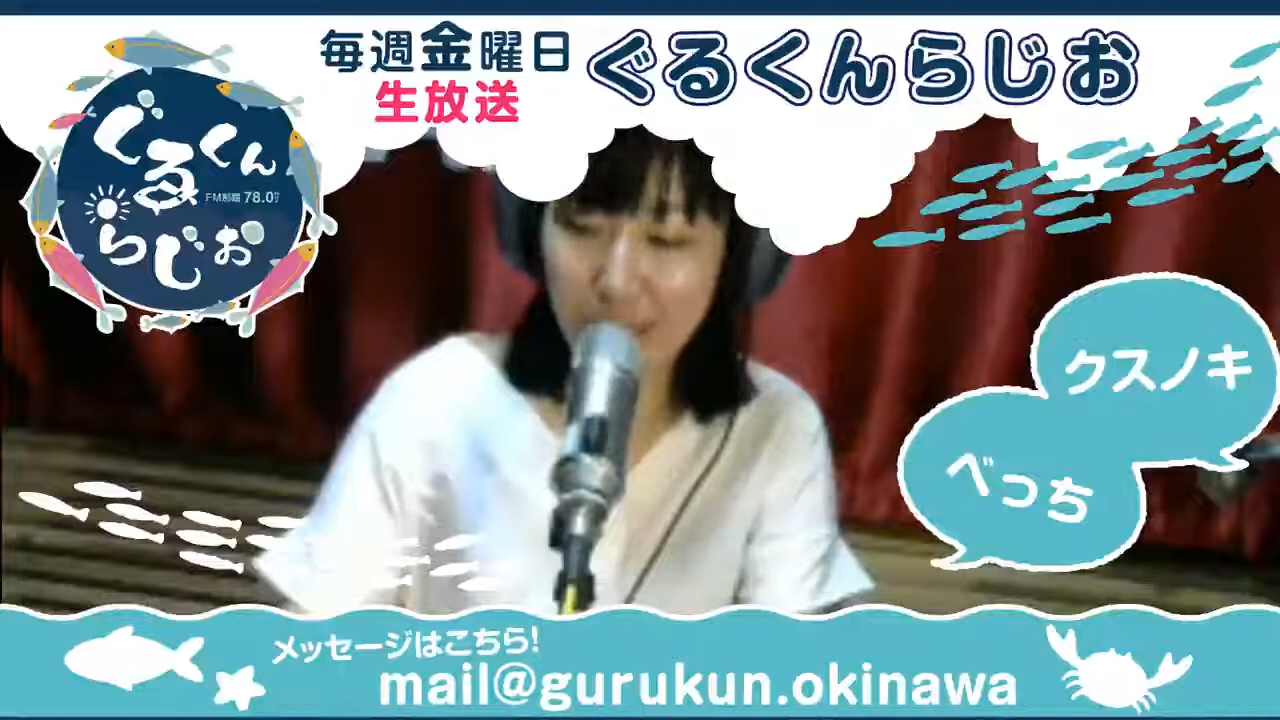 毎週金曜日
生放送
ぐるくんらじお
ぐるくん
FM那覇 78.0
らじお
クスノキ
べっち
メッセージはこちら!
mail@gurukun.okinawa